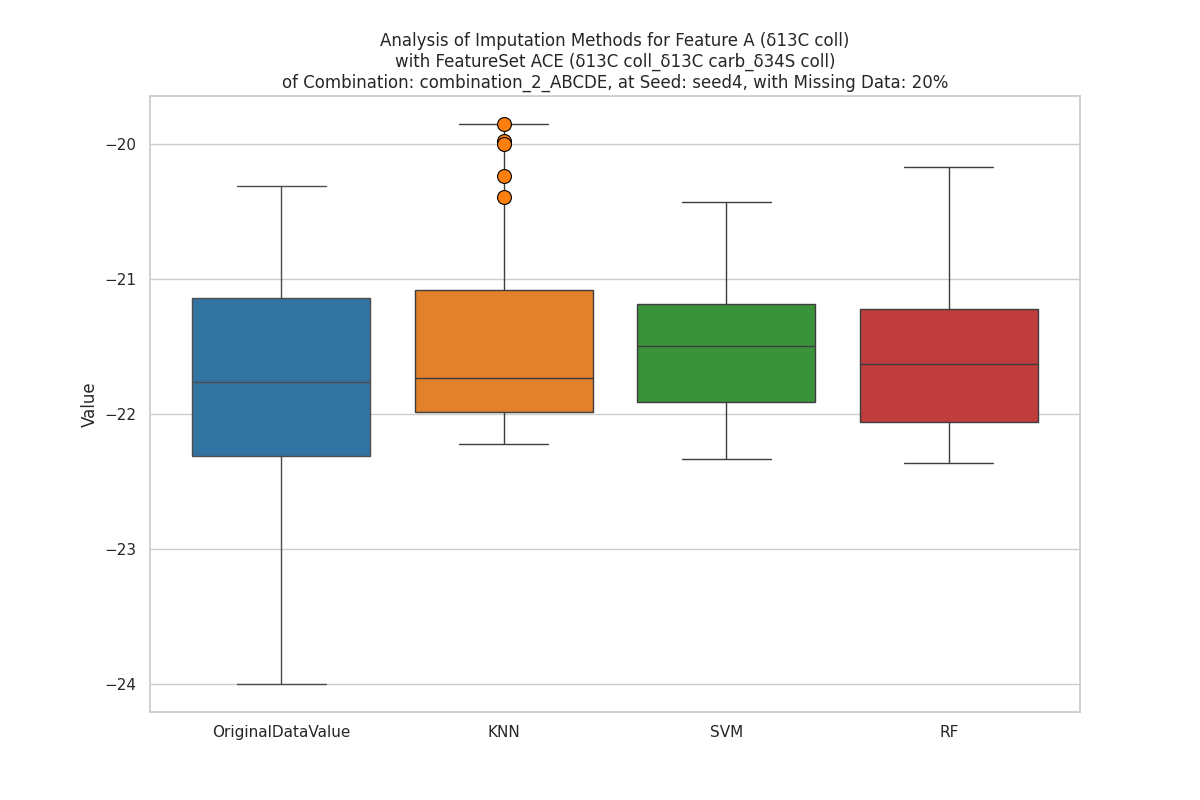 Analysis of Imputation Methods for Feature A (δ13C coll)
with FeatureSet ACE (δ13C coll_δ13C carb_δ34S coll)
of Combination: combination_2_ABCDE, at Seed: seed4, with Missing Data: 20%
Value
−20
−21
−22
−23
−24
OriginalDataValue
KNN
SVM
RF